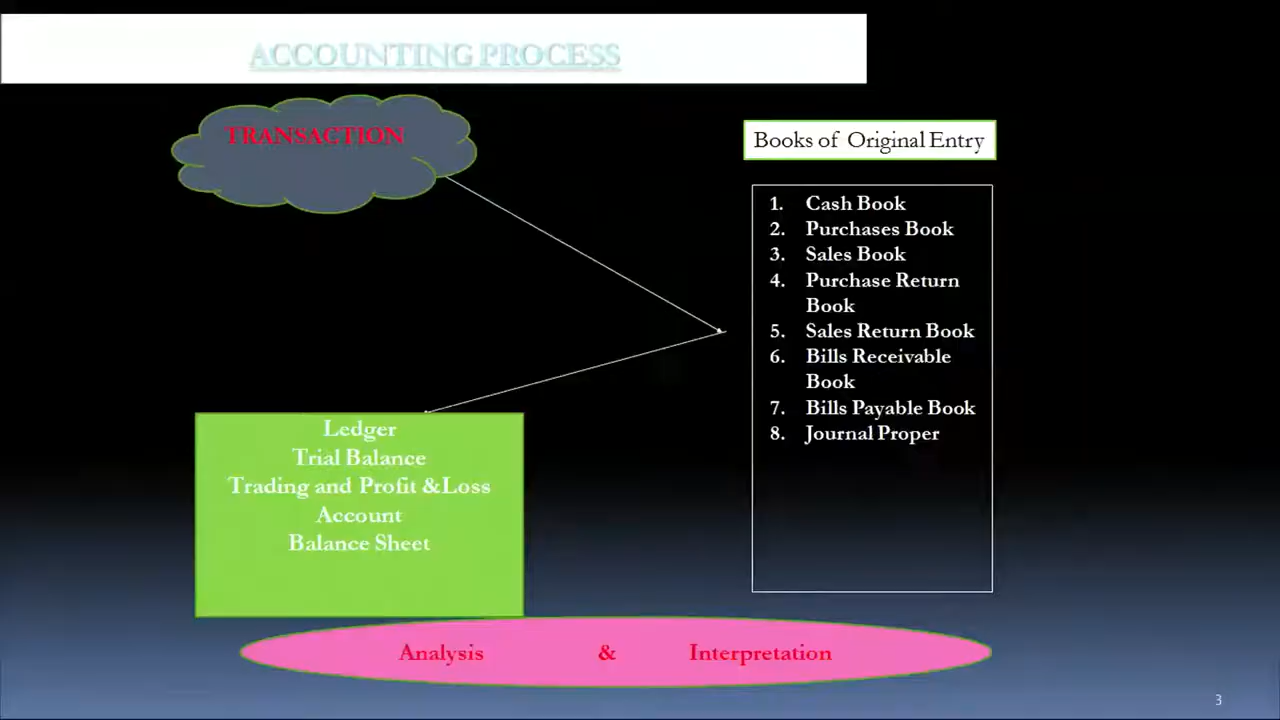 ACCOUNTING PROCESS
TRANSACTION
Books of Original Entry
1. Cash Book
2. Purchases Book
3. Sales Book
4. Purchase Return
Book
5. Sales Return Book
6. Bills Receivable
Book
7. Bills Payable Book
8. Journal Proper
Ledger
Trial Balance
Trading and Profit &Loss
Account
Balance Sheet
Analysis & Interpretation
3